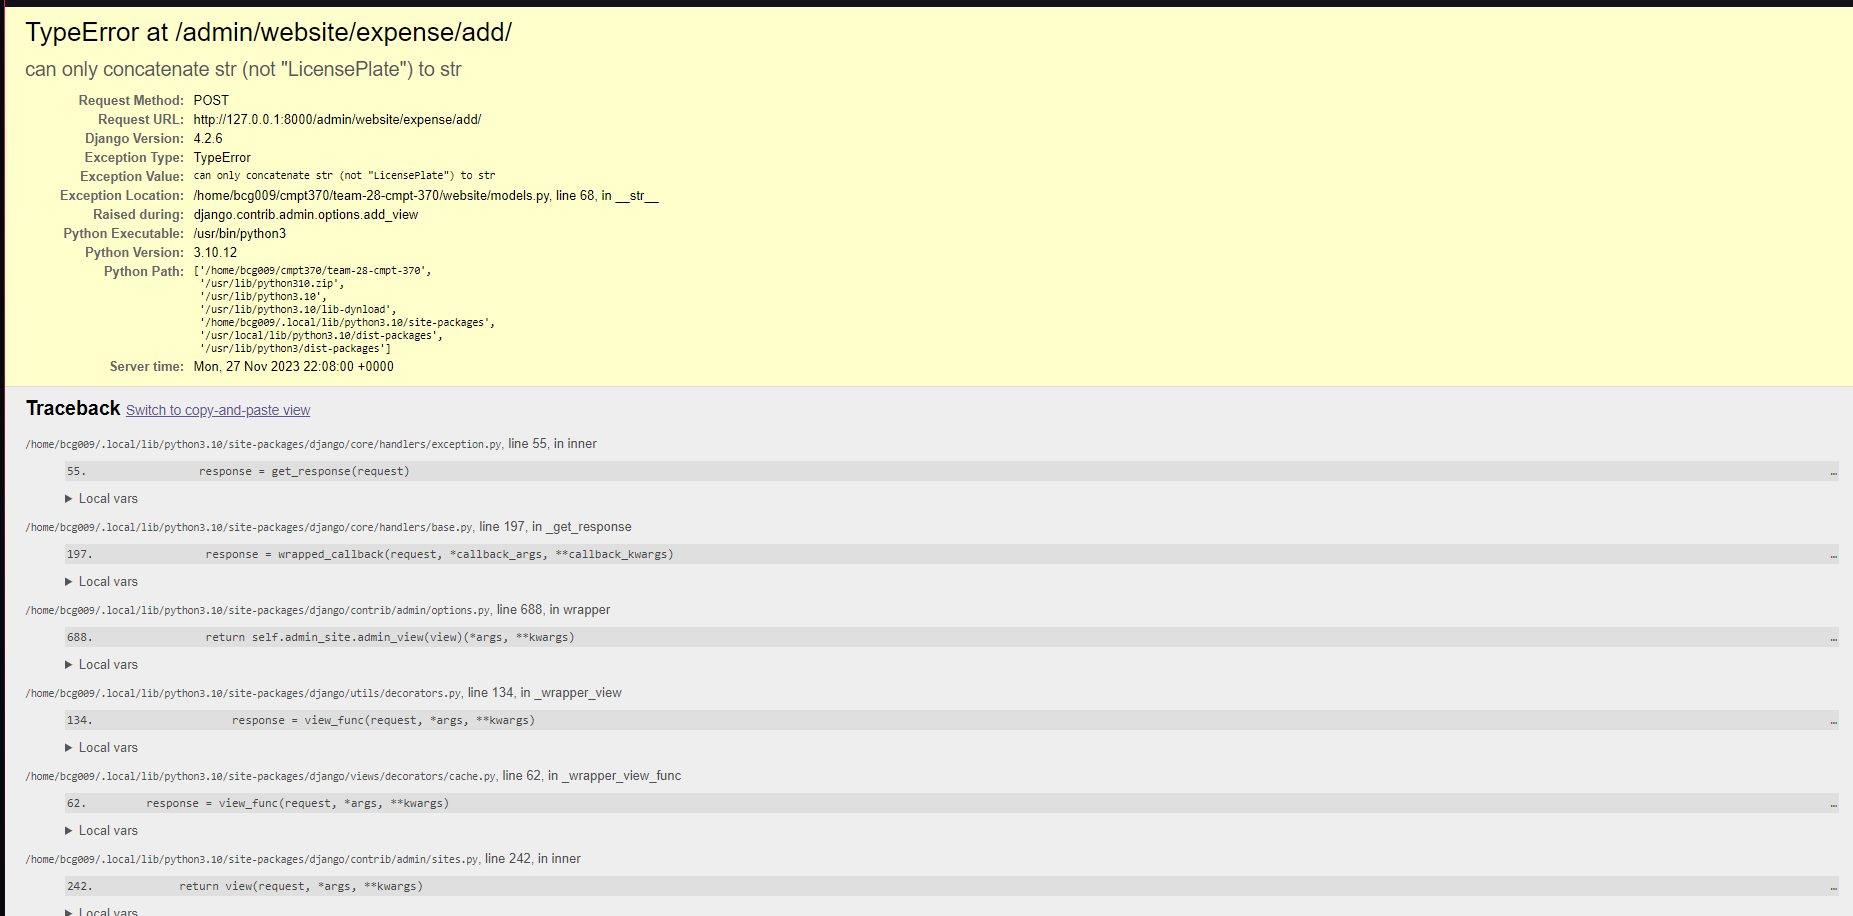 TypeError at /admin/website/expense/add/
can only concatenate str (not "LicensePlate") to str
Request Method: POST
Request URL: http://127.0.0.1:8000/admin/website/expense/add/
Django Version: 4.2.6
Exception Type: TypeError
Exception Value: can only concatenate str (not "LicensePlate") to str
Exception Location: /home/bcg009/cmpt370/team-28-cmpt-370/website/models.py, line 68, in __str__
Raised during: django.contrib.admin.options.add_view
Python Executable: /usr/bin/python3
Python Version: 3.10.12
Python Path: ['/home/bcg009/cmpt370/team-28-cmpt-370',
'/usr/lib/python310.zip',
'/usr/lib/python3.10',
'/usr/lib/python3.10/lib-dynload',
'/home/bcg009/.local/lib/python3.10/site-packages',
'/usr/local/lib/python3.10/dist-packages',
'/usr/lib/python3/dist-packages']
Server time: Mon, 27 Nov 2023 22:08:00 +0000
Traceback Switch to copy-and-paste view
/home/bcg009/.local/lib/python3.10/site-packages/django/core/handlers/exception.py, line 55, in inner
55. response = get_response(request) …
▶ Local vars
/home/bcg009/.local/lib/python3.10/site-packages/django/core/handlers/base.py, line 197, in _get_response
197. response = wrapped_callback(request, *callback_args, **callback_kwargs) …
▶ Local vars
/home/bcg009/.local/lib/python3.10/site-packages/django/contrib/admin/options.py, line 688, in wrapper
688. return self.admin_site.admin_view(view)(*args, **kwargs) …
▶ Local vars
/home/bcg009/.local/lib/python3.10/site-packages/django/utils/decorators.py, line 134, in _wrapper_view
134. response = view_func(request, *args, **kwargs) …
▶ Local vars
/home/bcg009/.local/lib/python3.10/site-packages/django/views/decorators/cache.py, line 62, in _wrapper_view_func
62. response = view_func(request, *args, **kwargs) …
▶ Local vars
/home/bcg009/.local/lib/python3.10/site-packages/django/contrib/admin/sites.py, line 242, in inner
242. return view(request, *args, **kwargs) …
▶ Local vars